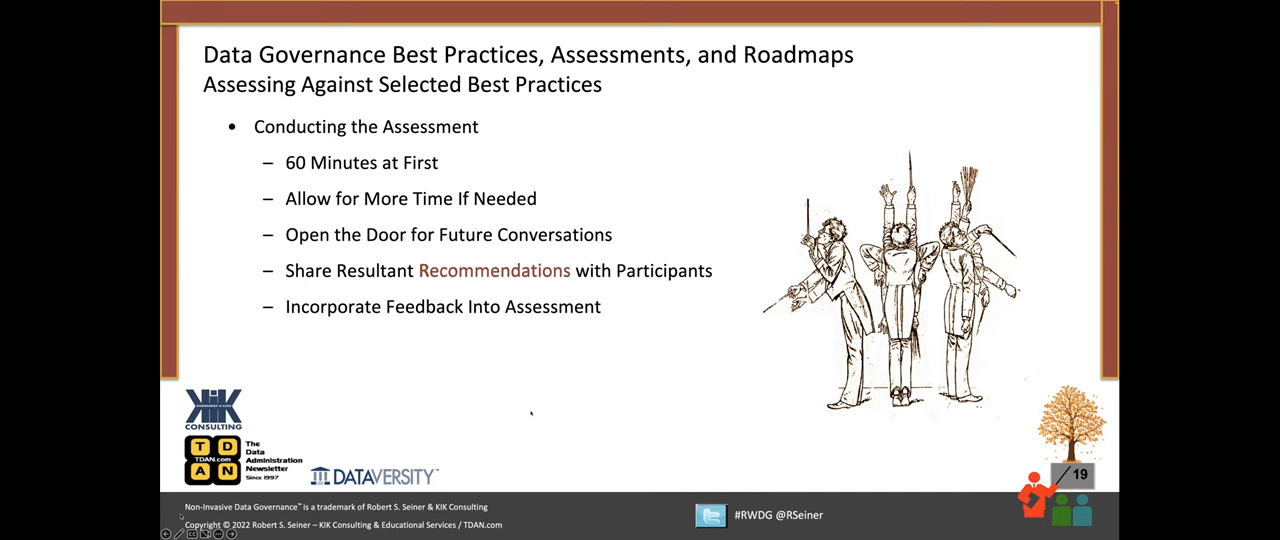 Data Governance Best Practices, Assessments, and Roadmaps
Assessing Against Selected Best Practices
• Conducting the Assessment
– 60 Minutes at First
– Allow for More Time If Needed
– Open the Door for Future Conversations
– Share Resultant Recommendations with Participants
– Incorporate Feedback Into Assessment
KIK
CONSULTING
T D
TDAN.com
A N
The
Data
Administration
Newsletter
Since 1997
DATAVERSITY™
19
Non-Invasive Data Governance™ is a trademark of Robert S. Seiner & KIK Consulting
Copyright © 2022 Robert S. Seiner – KIK Consulting & Educational Services / TDAN.com
#RWDG @RSeiner